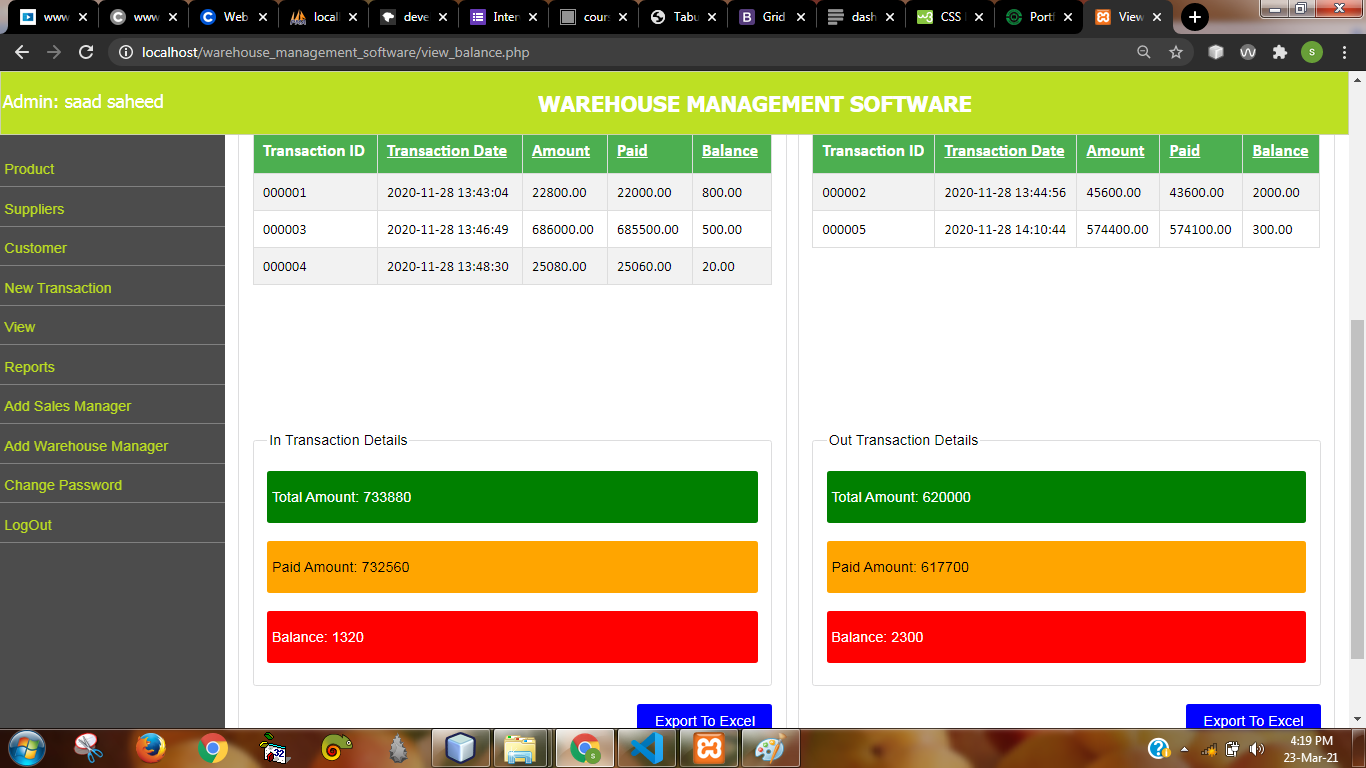 www
www
Web
local
deve
Inter
cours
Tabu
Grid
dash
CSS
Portf
View
localhost/warehouse_management_software/view_balance.php
S
Admin: saad saheed
WAREHOUSE MANAGEMENT SOFTWARE
Product
Suppliers
Customer
New Transaction
View
Reports
Add Sales Manager
Add Warehouse Manager
Change Password
LogOut
Transaction ID Transaction Date Amount Paid Balance
000001 2020-11-28 13:43:04 22800.00 22000.00 800.00
000003 2020-11-28 13:46:49 686000.00 685500.00 500.00
000004 2020-11-28 13:48:30 25080.00 25060.00 20.00
In Transaction Details
Total Amount: 733880
Paid Amount: 732560
Balance: 1320
Export To Excel
Transaction ID Transaction Date Amount Paid Balance
000002 2020-11-28 13:44:56 45600.00 43600.00 2000.00
000005 2020-11-28 14:10:44 574400.00 574100.00 300.00
Out Transaction Details
Total Amount: 620000
Paid Amount: 617700
Balance: 2300
Export To Excel
4:19 PM
23-Mar-21